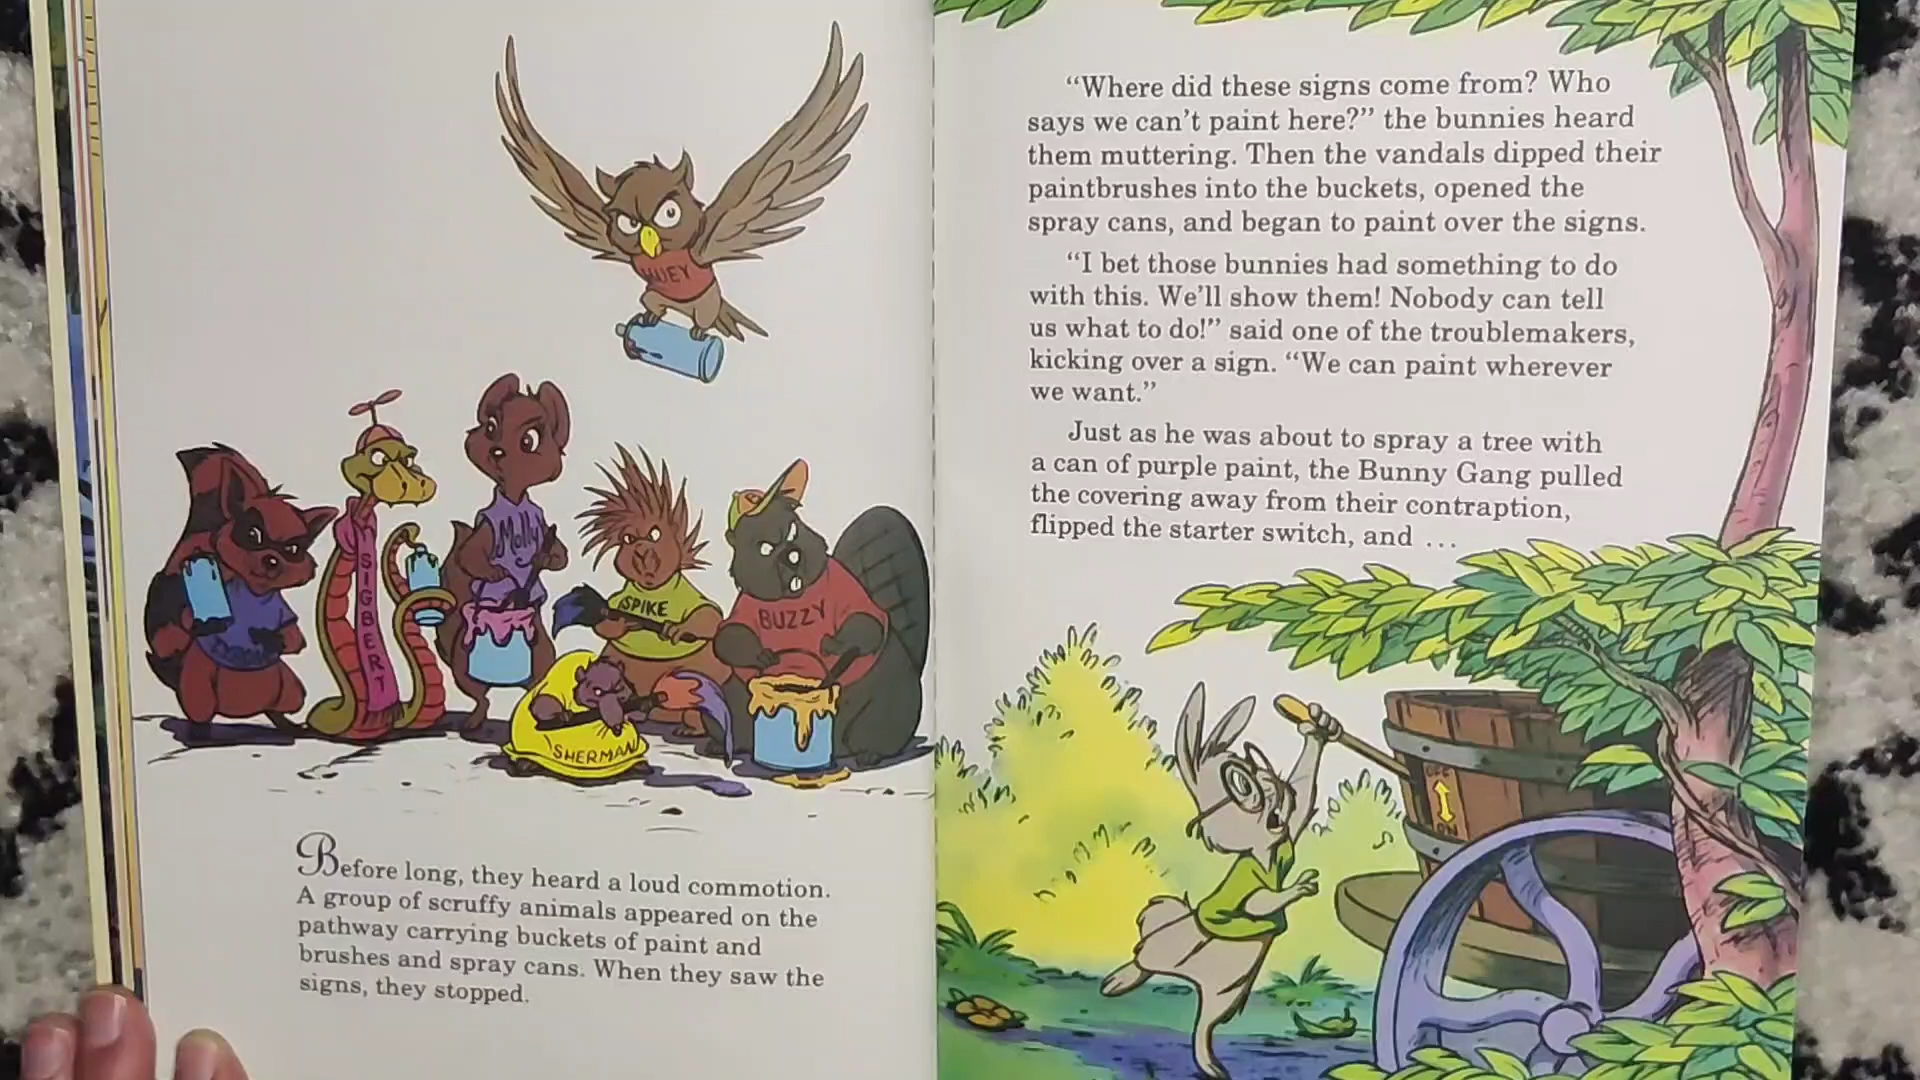 HUEY
SIGBERT
Molly
SPIKE
BUZZY
SHERMAN
Before long, they heard a loud commotion.
A group of scruffy animals appeared on the
pathway carrying buckets of paint and
brushes and spray cans. When they saw the
signs, they stopped.
“Where did these signs come from? Who
says we can’t paint here?” the bunnies heard
them muttering. Then the vandals dipped their
paintbrushes into the buckets, opened the
spray cans, and began to paint over the signs.
“I bet those bunnies had something to do
with this. We’ll show them! Nobody can tell
us what to do!” said one of the troublemakers,
kicking over a sign. “We can paint wherever
we want.”
Just as he was about to spray a tree with
a can of purple paint, the Bunny Gang pulled
the covering away from their contraption,
flipped the starter switch, and ...
OFF
ON